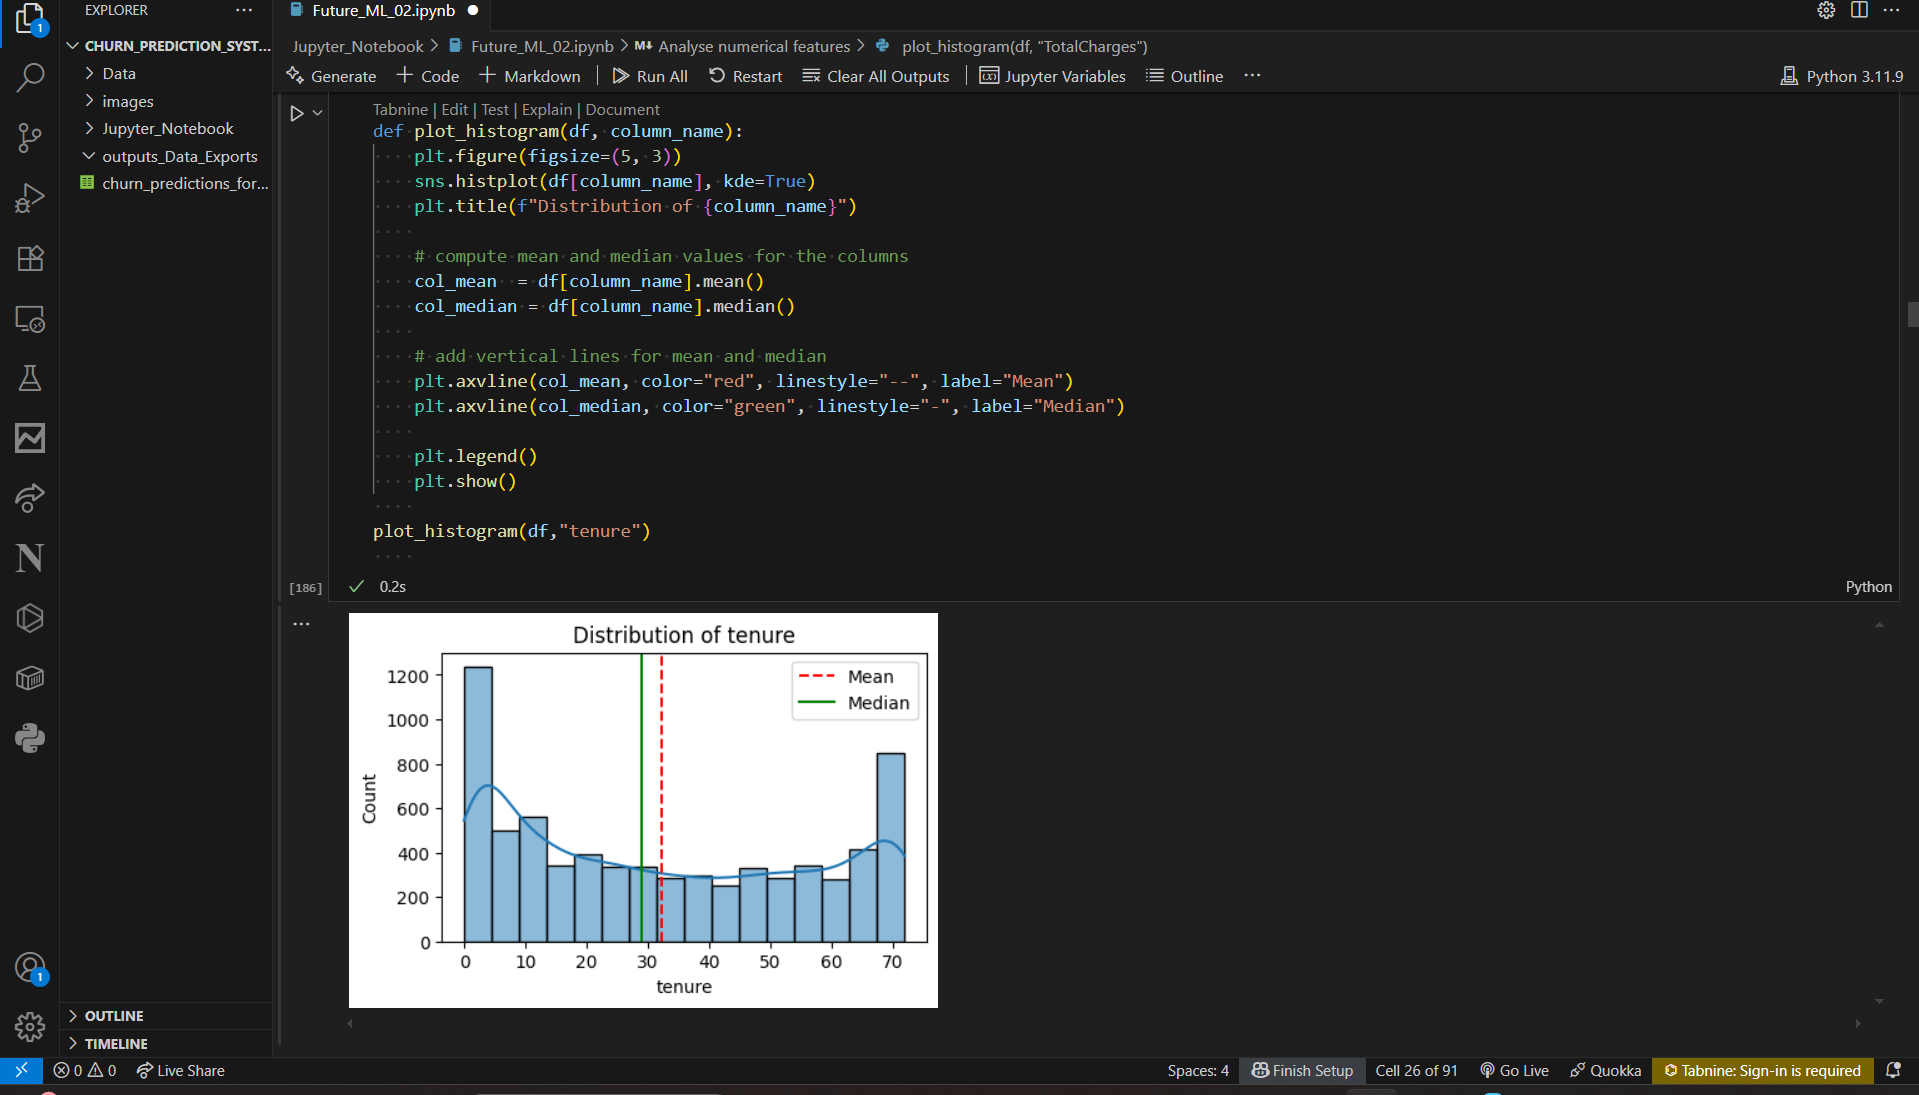 EXPLORER
CHURN_PREDICTION_SYST...
Data
images
Jupyter_Notebook
outputs_Data_Exports
churn_predictions_for...
OUTLINE
TIMELINE
1
1
Future_ML_02.ipynb
Jupyter_Notebook > Future_ML_02.ipynb > M↓ Analyse numerical features > plot_histogram(df, "TotalCharges")
Generate + Code + Markdown | Run All Restart Clear All Outputs | Jupyter Variables Outline ...
Python 3.11.9
Tabnine | Edit | Test | Explain | Document
def plot_histogram(df, column_name):
plt.figure(figsize=(5, 3))
sns.histplot(df[column_name], kde=True)
plt.title(f"Distribution of {column_name}")
# compute mean and median values for the columns
col_mean  = df[column_name].mean()
col_median = df[column_name].median()
# add vertical lines for mean and median
plt.axvline(col_mean, color="red", linestyle="--", label="Mean")
plt.axvline(col_median, color="green", linestyle="-", label="Median")
plt.legend()
plt.show()
plot_histogram(df,"tenure")
[186]
0.2s
Python
Distribution of tenure
Mean
Median
Count
1200
1000
800
600
400
200
0
0 10 20 30 40 50 60 70
tenure
0 0 Live Share
Spaces: 4 Finish Setup Cell 26 of 91 Go Live Quokka Tabnine: Sign-in is required